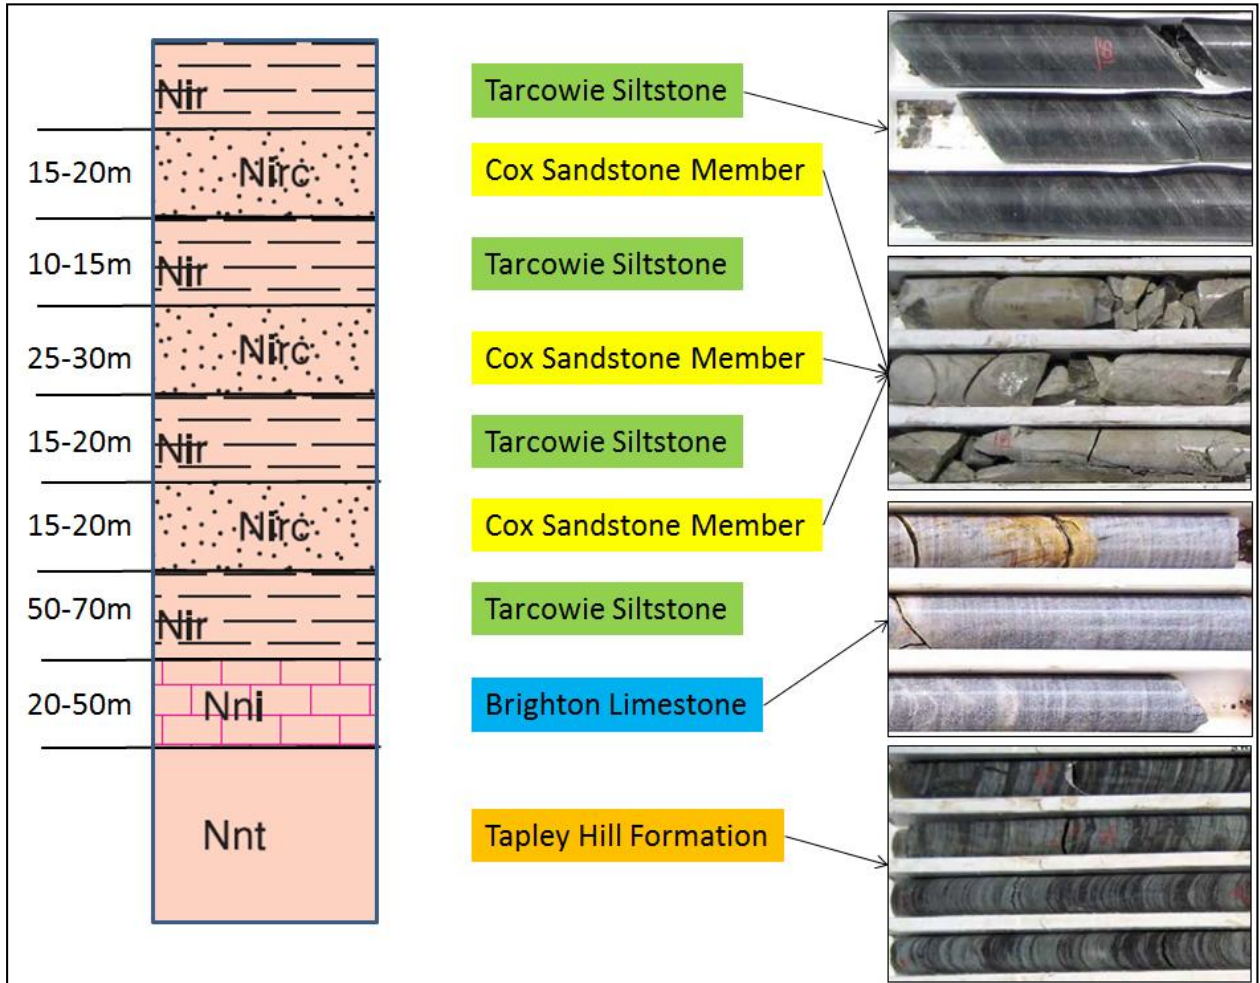 Nir
Tarcowie Siltstone
15-20m
Nirc
Cox Sandstone Member
10-15m
Nir
Tarcowie Siltstone
25-30m
Nirc
Cox Sandstone Member
15-20m
Nir
Tarcowie Siltstone
15-20m
Nirc
Cox Sandstone Member
50-70m
Nir
Tarcowie Siltstone
20-50m
Nni
Brighton Limestone
Nnt
Tapley Hill Formation